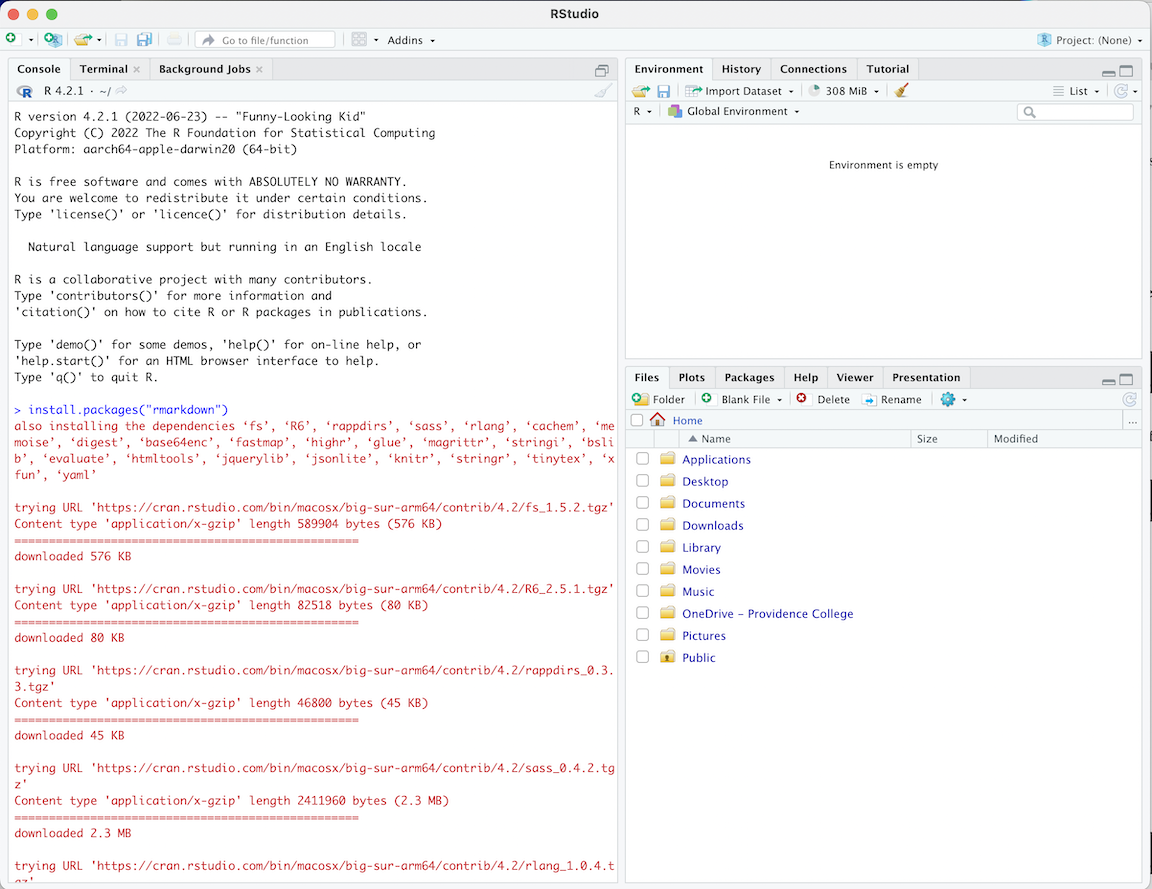 RStudio
Go to file/function
Addins
Project: (None)
Console Terminal Background Jobs
R 4.2.1 · ~/
R version 4.2.1 (2022-06-23) -- "Funny-Looking Kid"
Copyright (C) 2022 The R Foundation for Statistical Computing
Platform: aarch64-apple-darwin20 (64-bit)
R is free software and comes with ABSOLUTELY NO WARRANTY.
You are welcome to redistribute it under certain conditions.
Type 'license()' or 'licence()' for distribution details.
Natural language support but running in an English locale
R is a collaborative project with many contributors.
Type 'contributors()' for more information and
'citation()' on how to cite R or R packages in publications.
Type 'demo()' for some demos, 'help()' for on-line help, or
'help.start()' for an HTML browser interface to help.
Type 'q()' to quit R.
> install.packages("rmarkdown")
also installing the dependencies ‘fs’, ‘R6’, ‘rappdirs’, ‘sass’, ‘rlang’, ‘cachem’, ‘me
moise’, ‘digest’, ‘base64enc’, ‘fastmap’, ‘highr’, ‘glue’, ‘magrittr’, ‘stringi’, ‘bsli
b’, ‘evaluate’, ‘htmltools’, ‘jquerylib’, ‘jsonlite’, ‘knitr’, ‘stringr’, ‘tinytex’, ‘x
fun’, ‘yaml’
trying URL 'https://cran.rstudio.com/bin/macosx/big-sur-arm64/contrib/4.2/fs_1.5.2.tgz'
Content type 'application/x-gzip' length 589904 bytes (576 KB)
==================================================
downloaded 576 KB
trying URL 'https://cran.rstudio.com/bin/macosx/big-sur-arm64/contrib/4.2/R6_2.5.1.tgz'
Content type 'application/x-gzip' length 82518 bytes (80 KB)
==================================================
downloaded 80 KB
trying URL 'https://cran.rstudio.com/bin/macosx/big-sur-arm64/contrib/4.2/rappdirs_0.3.
3.tgz'
Content type 'application/x-gzip' length 46800 bytes (45 KB)
==================================================
downloaded 45 KB
trying URL 'https://cran.rstudio.com/bin/macosx/big-sur-arm64/contrib/4.2/sass_0.4.2.tg
z'
Content type 'application/x-gzip' length 2411960 bytes (2.3 MB)
==================================================
downloaded 2.3 MB
trying URL 'https://cran.rstudio.com/bin/macosx/big-sur-arm64/contrib/4.2/rlang_1.0.4.t
Environment History Connections Tutorial
Import Dataset 308 MiB List
R Global Environment
Environment is empty
Files Plots Packages Help Viewer Presentation
Folder Blank File Delete Rename
Home ...
Name Size Modified
Applications
Desktop
Documents
Downloads
Library
Movies
Music
OneDrive - Providence College
Pictures
Public